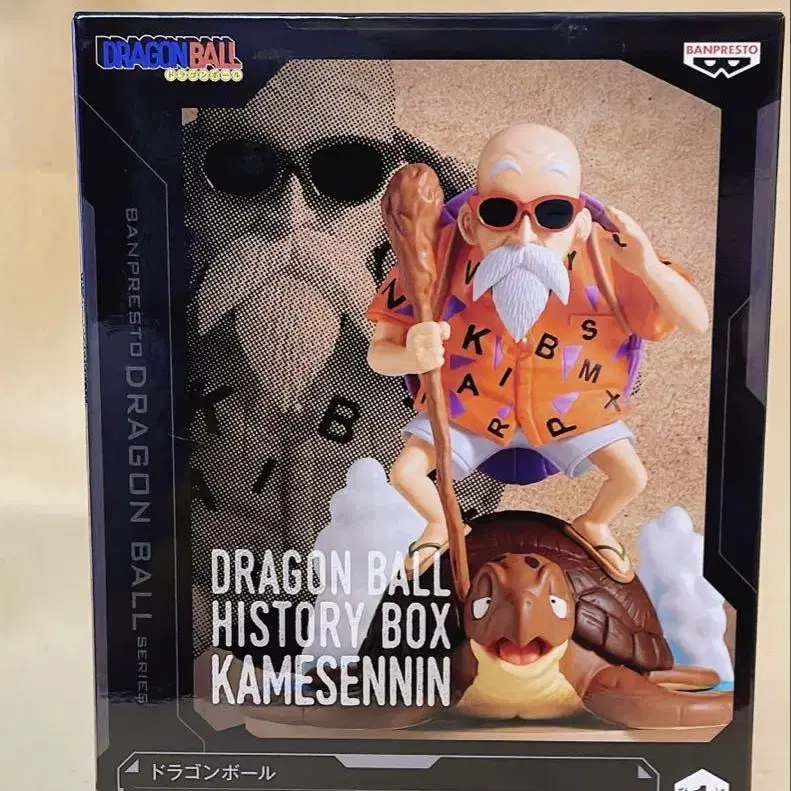 DRAGON BALL
ドラゴンボール
BANPRESTO
BANPRESTO DRAGON BALL SERIES
V
Y
N
K
B
S
A
I
M
X
R
P
K
B
I
DRAGON BALL
HISTORY BOX
KAMESENNIN
ドラゴンボール